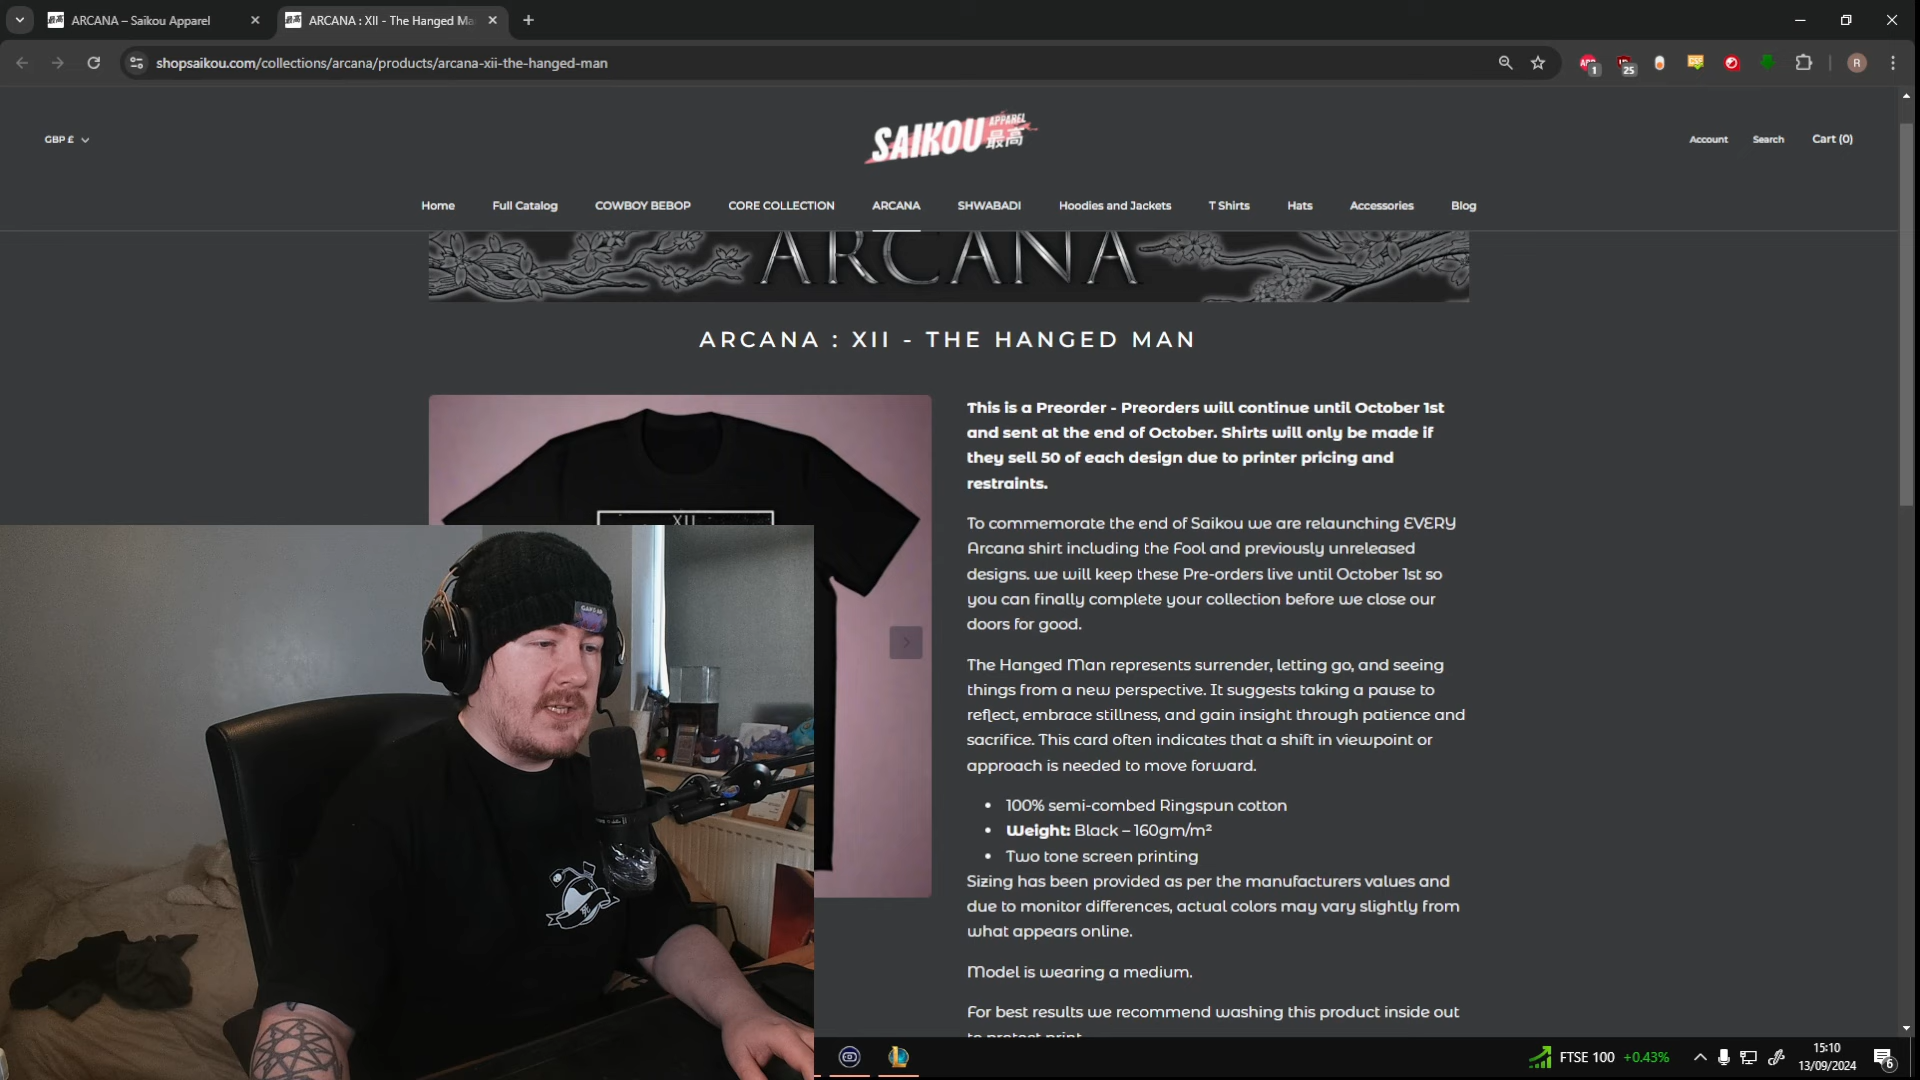 ARCANA – Saikou Apparel
ARCANA : XII - The Hanged Ma
shopsaikou.com/collections/arcana/products/arcana-xii-the-hanged-man
1
25
R
GBP £
SAIKOU APPAREL 最高
Account
Search
Cart (0)
Home
Full Catalog
COWBOY BEBOP
CORE COLLECTION
ARCANA
SHWABADI
Hoodies and Jackets
T Shirts
Hats
Accessories
Blog
ARCANA
ARCANA : XII - THE HANGED MAN
XII
This is a Preorder - Preorders will continue until October 1st
and sent at the end of October. Shirts will only be made if
they sell 50 of each design due to printer pricing and
restraints.
To commemorate the end of Saikou we are relaunching EVERY
Arcana shirt including the Fool and previously unreleased
designs. we will keep these Pre-orders live until October 1st so
you can finally complete your collection before we close our
doors for good.
The Hanged Man represents surrender, letting go, and seeing
things from a new perspective. It suggests taking a pause to
reflect, embrace stillness, and gain insight through patience and
sacrifice. This card often indicates that a shift in viewpoint or
approach is needed to move forward.
• 100% semi-combed Ringspun cotton
• Weight: Black – 160gm/m²
• Two tone screen printing
Sizing has been provided as per the manufacturers values and
due to monitor differences, actual colors may vary slightly from
what appears online.
Model is wearing a medium.
For best results we recommend washing this product inside out
to protect print
FTSE 100 +0.43%
15:10
13/09/2024
6